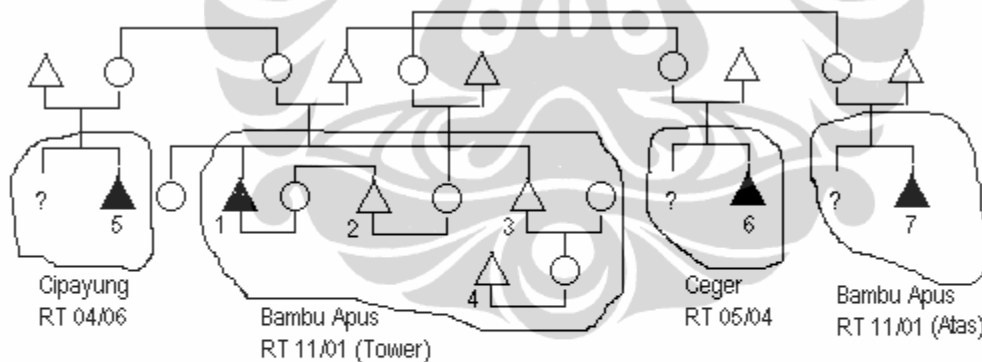 ? 5 1 2 3 ? 6 ? 7
4
Cipayung
RT 04/06
Bambu Apus
RT 11/01 (Tower)
Ceger
RT 05/04
Bambu Apus
RT 11/01 (Atas)